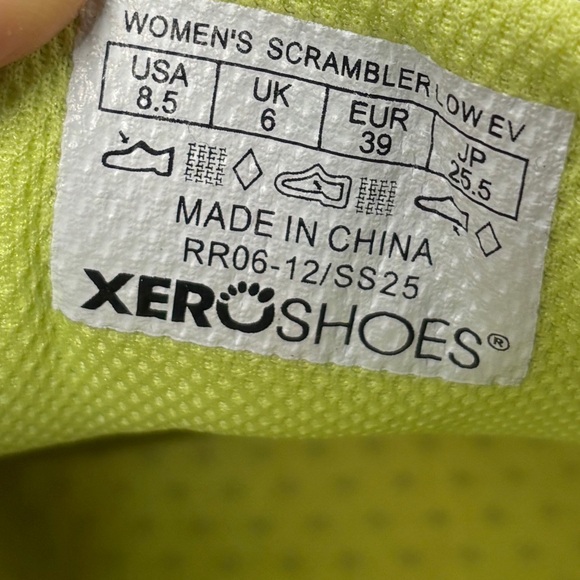 WOMEN'S SCRAMBLER LOW EV
USA UK EUR JP
8.5 6 39 25.5
MADE IN CHINA
RR06-12/SS25
XEROSHOES®